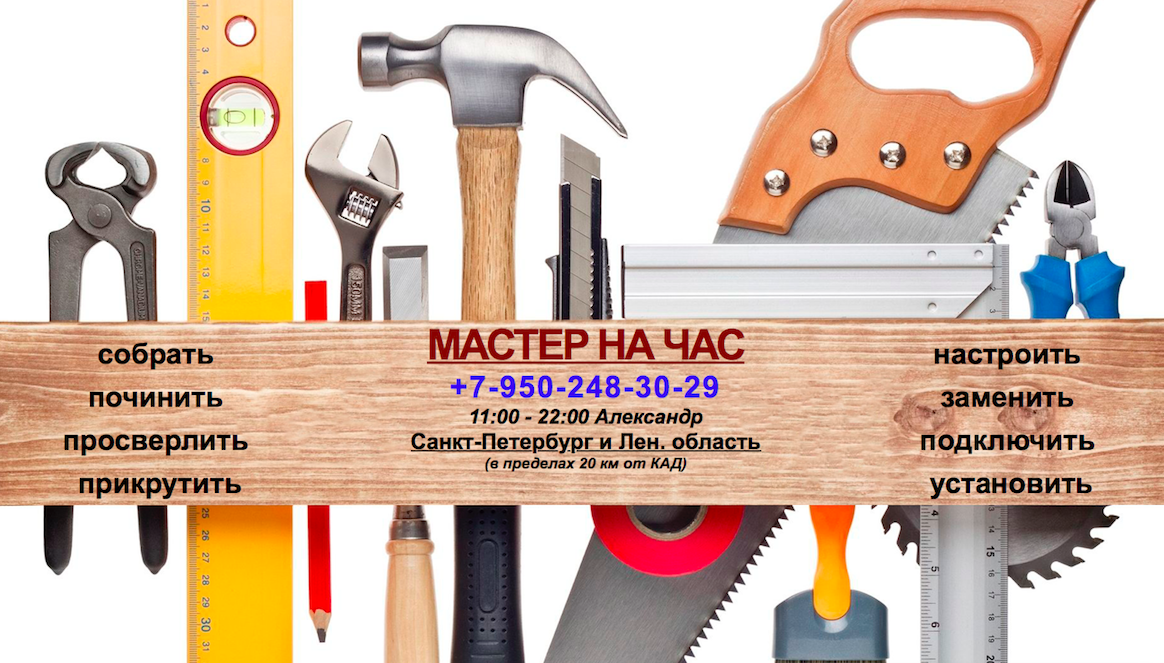 МАСТЕР НА ЧАС
+7-950-248-30-29
11:00 - 22:00 Александр
Санкт-Петербург и Лен. область
(в пределах 20 км от КАД)
собрать
починить
просверлить
прикрутить
настроить
заменить
подключить
установить